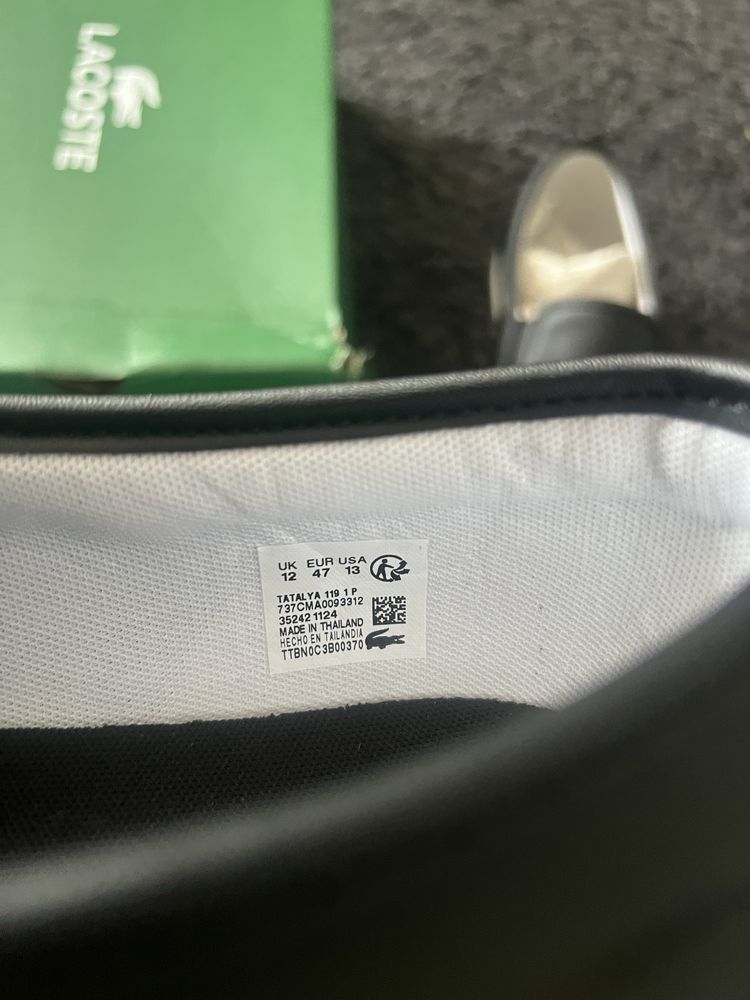 LACOSTE
UK EUR USA
12 47 13
TATALYA 119 1 P
737CMA0093312
35242 1124
MADE IN THAILAND
HECHO EN TAILANDIA
TTBN0C3B00370